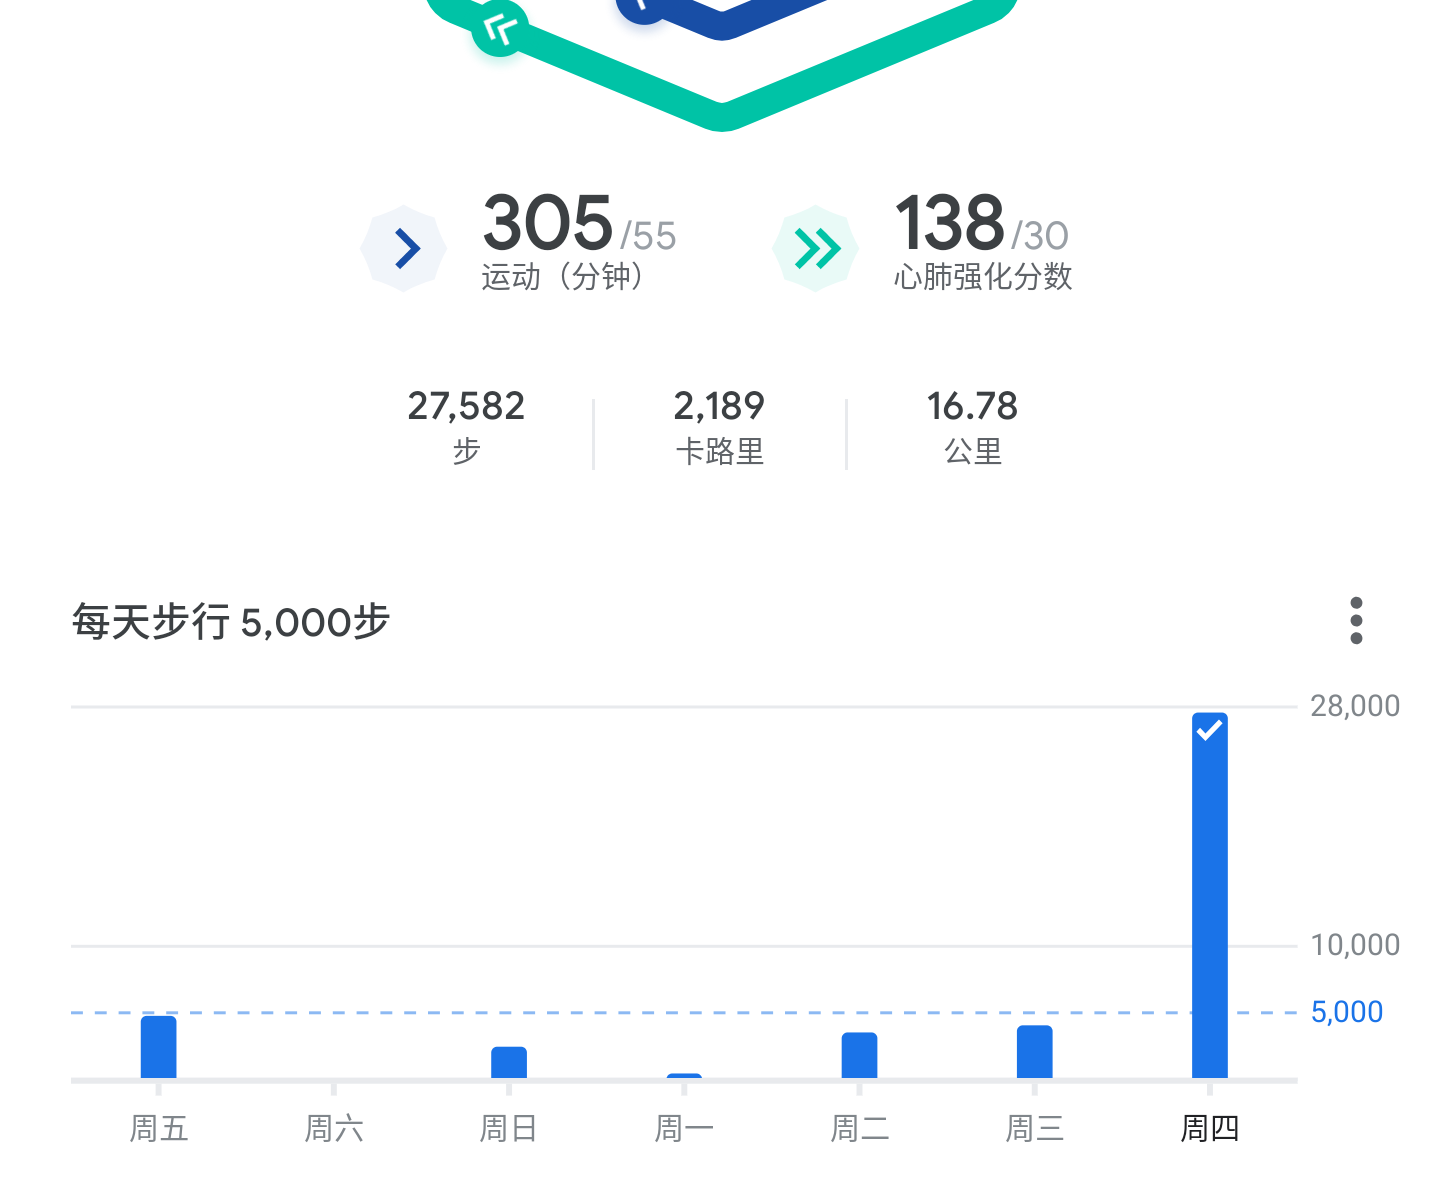 305/55
运动（分钟）
138/30
心肺强化分数
27,582
步
2,189
卡路里
16.78
公里
每天步行 5,000步
28,000
10,000
5,000
周五 周六 周日 周一 周二 周三 周四